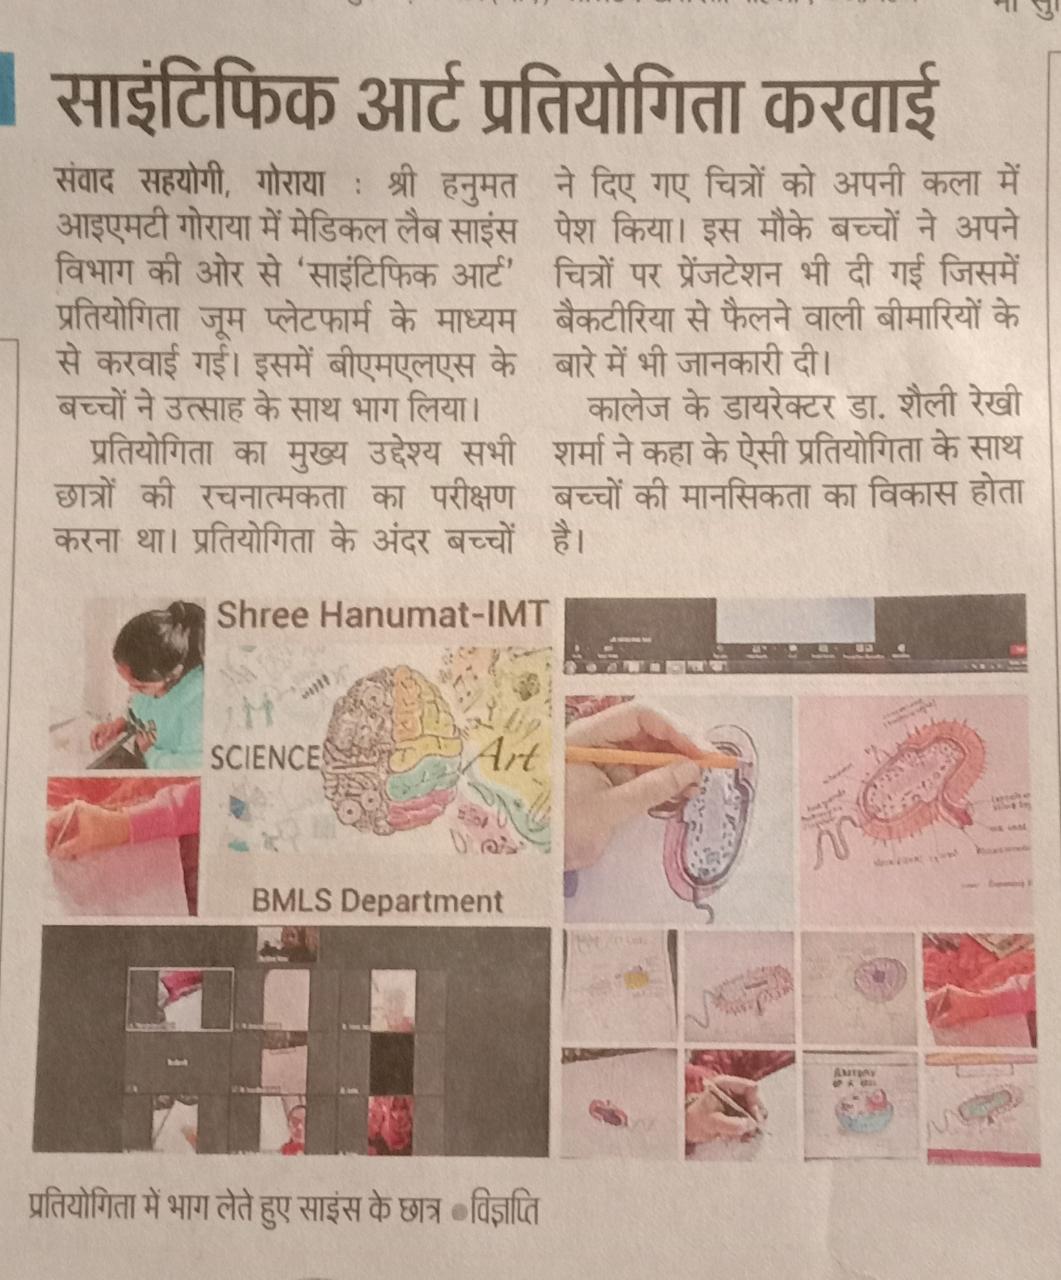 साइंटिफिक आर्ट प्रतियोगिता करवाई
संवाद सहयोगी, गोराया : श्री हनुमत
आइएमटी गोराया में मेडिकल लैब साइंस
विभाग की ओर से ‘साइंटिफिक आर्ट’
प्रतियोगिता जूम प्लेटफार्म के माध्यम
से करवाई गई। इसमें बीएमएलएस के
बच्चों ने उत्साह के साथ भाग लिया।
प्रतियोगिता का मुख्य उद्देश्य सभी
छात्रों की रचनात्मकता का परीक्षण
करना था। प्रतियोगिता के अंदर बच्चों
ने दिए गए चित्रों को अपनी कला में
पेश किया। इस मौके बच्चों ने अपने
चित्रों पर प्रेंजटेशन भी दी गई जिसमें
बैकटीरिया से फैलने वाली बीमारियों के
बारे में भी जानकारी दी।
कालेज के डायरेक्टर डा. शैली रेखी
शर्मा ने कहा के ऐसी प्रतियोगिता के साथ
बच्चों की मानसिकता का विकास होता
है।
Shree Hanumat-IMT
SCIENCE
Art
BMLS Department
प्रतियोगिता में भाग लेते हुए साइंस के छात्र ●विज्ञप्ति